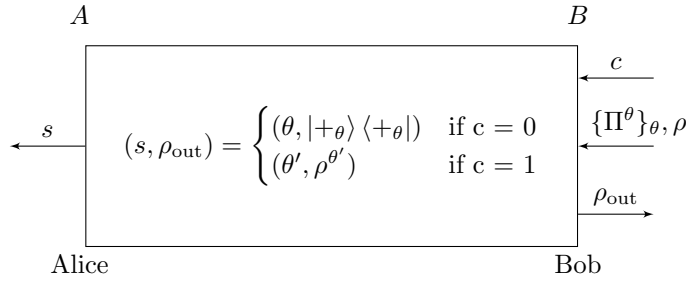 A B
c
s
(s, ρ_out) = { (θ, |+_θ⟩ ⟨+_θ|) if c = 0
(θ′, ρ^{θ′}) if c = 1
{Π^θ}_θ, ρ
ρ_out
Alice Bob